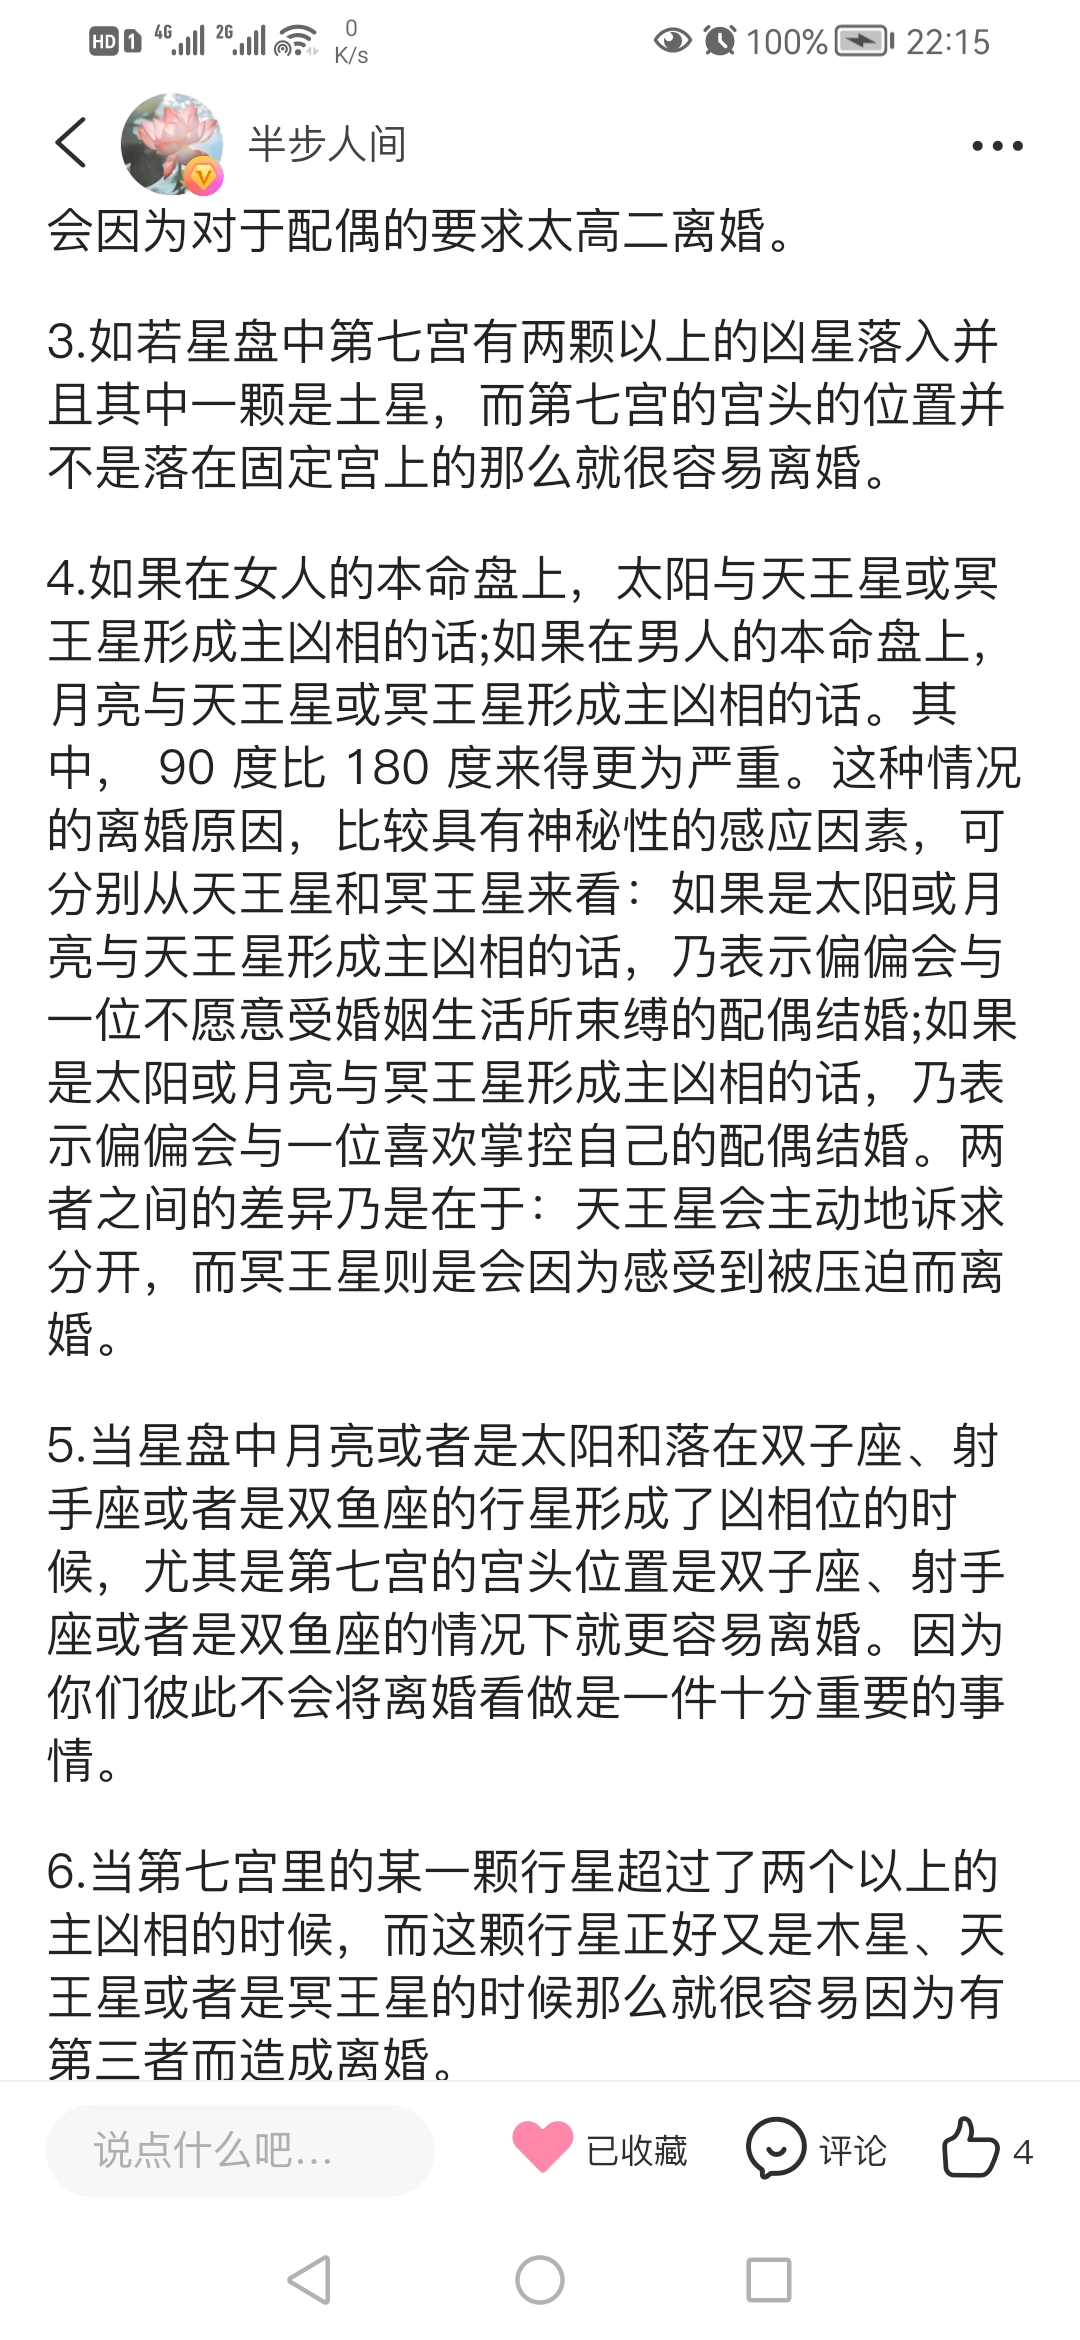 HD 1 4G 2G 0 K/s 100% 22:15
半步人间
会因为对于配偶的要求太高二离婚。
3.如若星盘中第七宫有两颗以上的凶星落入并
且其中一颗是土星，而第七宫的宫头的位置并
不是落在固定宫上的那么就很容易离婚。
4.如果在女人的本命盘上，太阳与天王星或冥
王星形成主凶相的话;如果在男人的本命盘上，
月亮与天王星或冥王星形成主凶相的话。其
中， 90 度比 180 度来得更为严重。这种情况
的离婚原因，比较具有神秘性的感应因素，可
分别从天王星和冥王星来看：如果是太阳或月
亮与天王星形成主凶相的话，乃表示偏偏会与
一位不愿意受婚姻生活所束缚的配偶结婚;如果
是太阳或月亮与冥王星形成主凶相的话，乃表
示偏偏会与一位喜欢掌控自己的配偶结婚。两
者之间的差异乃是在于：天王星会主动地诉求
分开，而冥王星则是会因为感受到被压迫而离
婚。
5.当星盘中月亮或者是太阳和落在双子座、射
手座或者是双鱼座的行星形成了凶相位的时
候，尤其是第七宫的宫头位置是双子座、射手
座或者是双鱼座的情况下就更容易离婚。因为
你们彼此不会将离婚看做是一件十分重要的事
情。
6.当第七宫里的某一颗行星超过了两个以上的
主凶相的时候，而这颗行星正好又是木星、天
王星或者是冥王星的时候那么就很容易因为有
第三者而造成离婚。
说点什么吧... 已收藏 评论 4